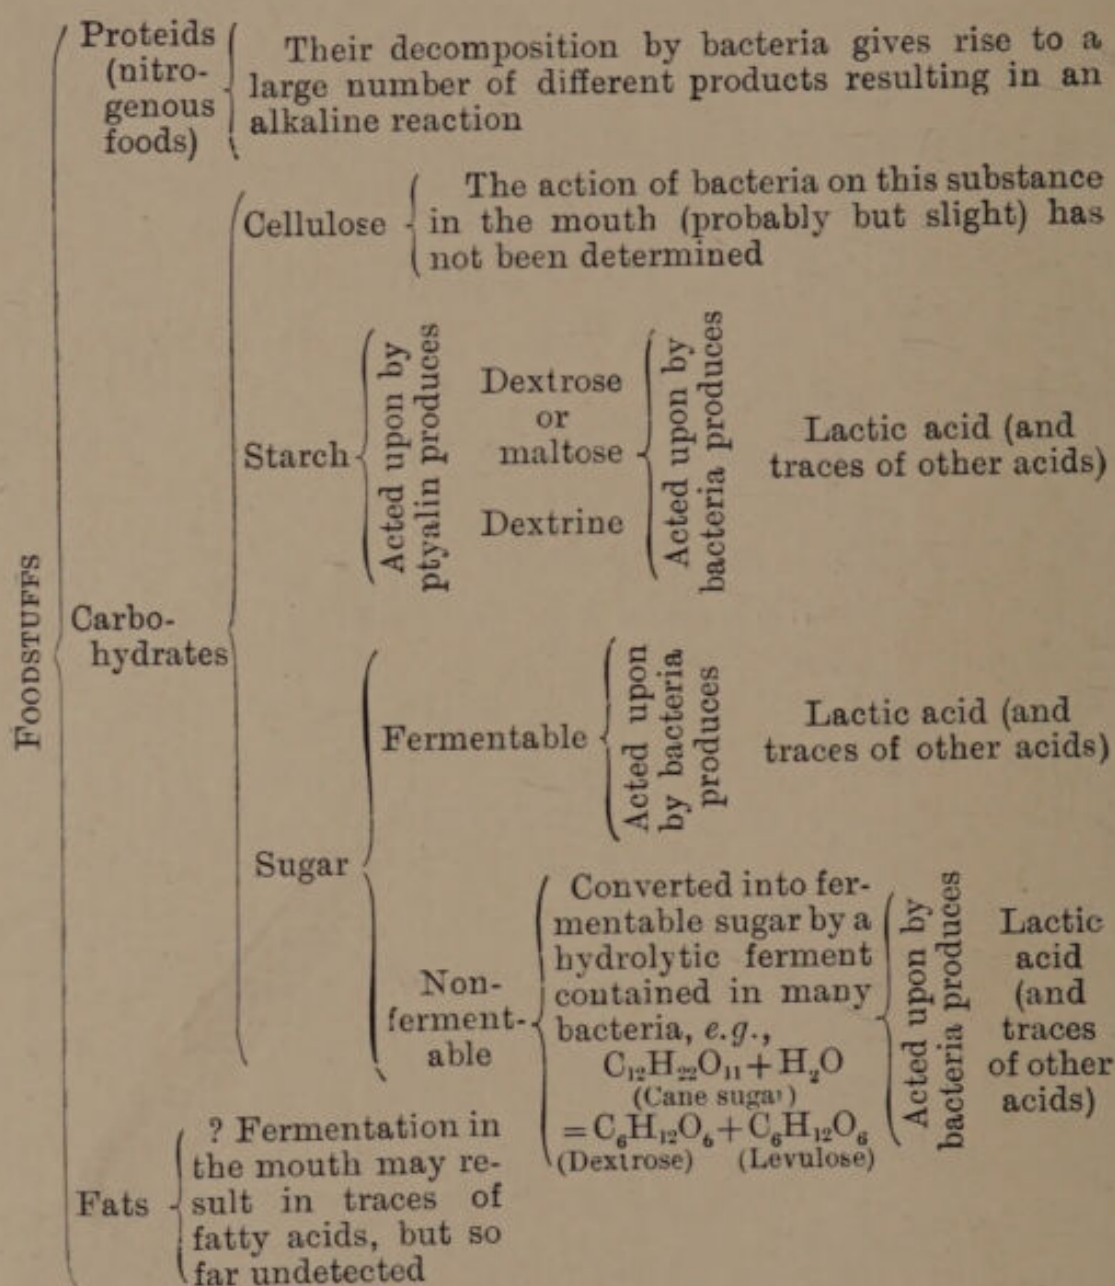 FOODSTUFFS
Proteids
(nitro-
genous
foods)
Their decomposition by bacteria gives rise to a
large number of different products resulting in an
alkaline reaction
Carbo-
hydrates
Cellulose
The action of bacteria on this substance
in the mouth (probably but slight) has
not been determined
Starch
Acted upon by
ptyalin produces
Dextrose
or
maltose
Dextrine
Acted upon by
bacteria produces
Lactic acid (and
traces of other acids)
Sugar
Fermentable
Acted upon
by bacteria
produces
Lactic acid (and
traces of other acids)
Non-
ferment-
able
Converted into fer-
mentable sugar by a
hydrolytic ferment
contained in many
bacteria, e.g.,
C₁₂H₂₂O₁₁ + H₂O
(Cane sugar)
= C₆H₁₂O₆ + C₆H₁₂O₆
(Dextrose) (Levulose)
Acted upon by
bacteria produces
Lactic
acid
(and
traces
of other
acids)
Fats
? Fermentation in
the mouth may re-
sult in traces of
fatty acids, but so
far undetected